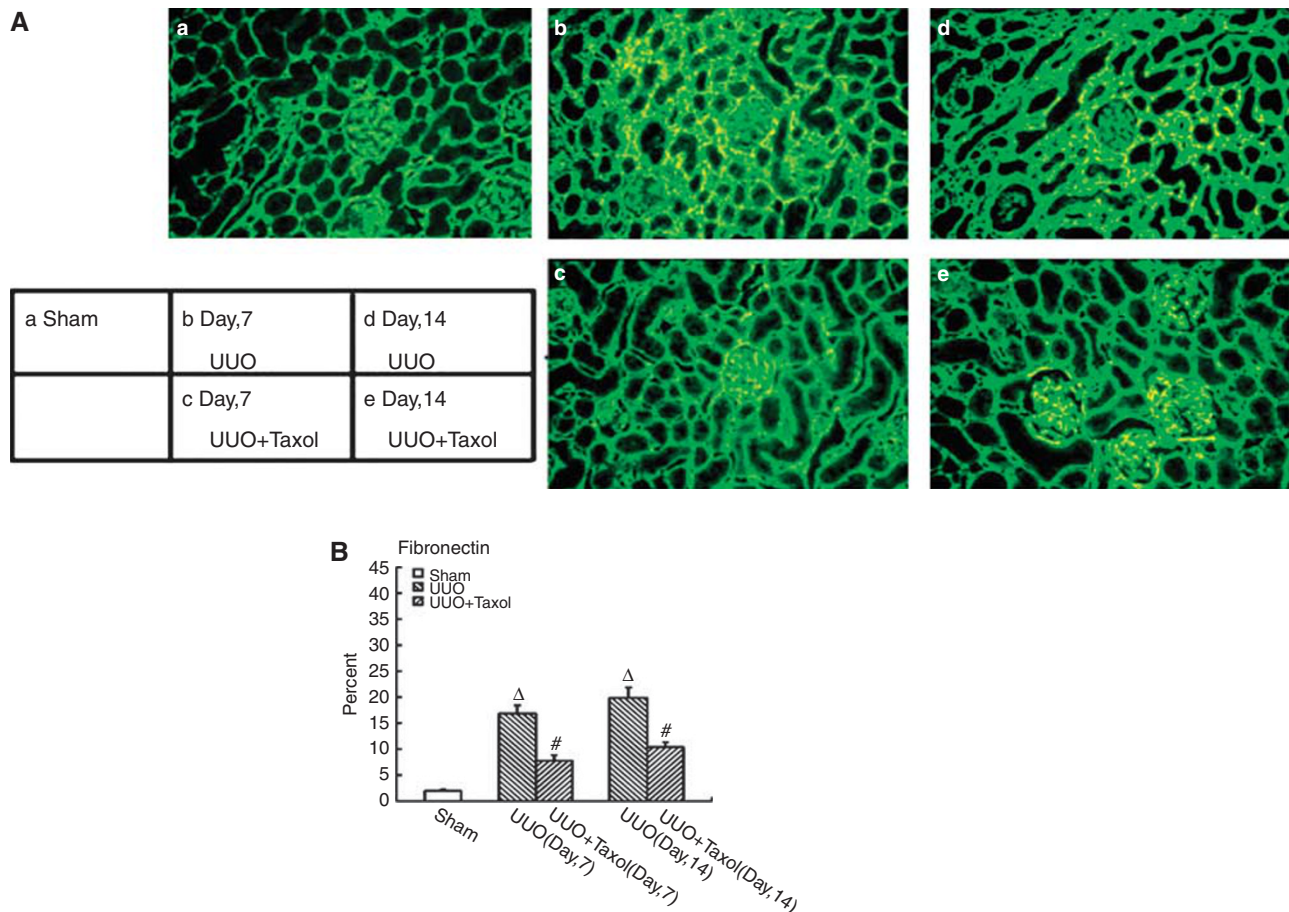 A
a
b
d
c
e
a Sham
b Day,7
UUO
d Day,14
UUO
c Day,7
UUO+Taxol
e Day,14
UUO+Taxol
B
Fibronectin
Sham
UUO
UUO+Taxol
Percent
45
40
35
30
25
20
15
10
5
0
Δ
#
Δ
#
Sham
UUO(Day,7)
UUO+Taxol(Day,7)
UUO(Day,14)
UUO+Taxol(Day,14)